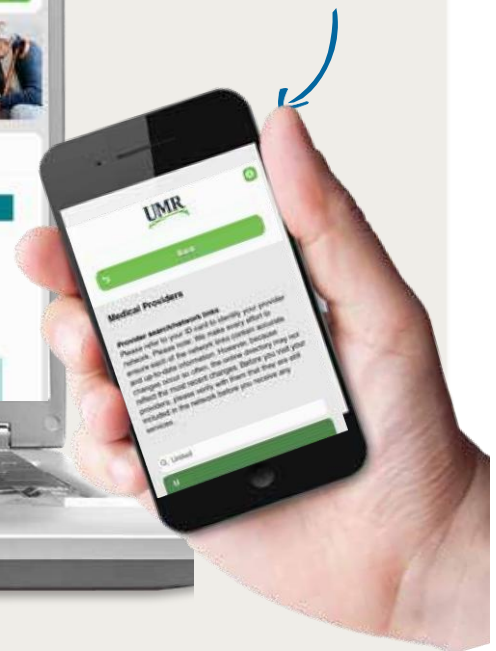 UMR
Back
Medical Providers
Provider search/network links
Please refer to your ID card to identify your provider
network. Please note: We make every effort to
ensure each of the network links contain accurate
and up-to-date information. However, because
changes occur so often, the online directory may not
reflect the most recent changes. Before you visit your
providers, please verify with them that they are still
included in the network before you receive any
services.
United
U